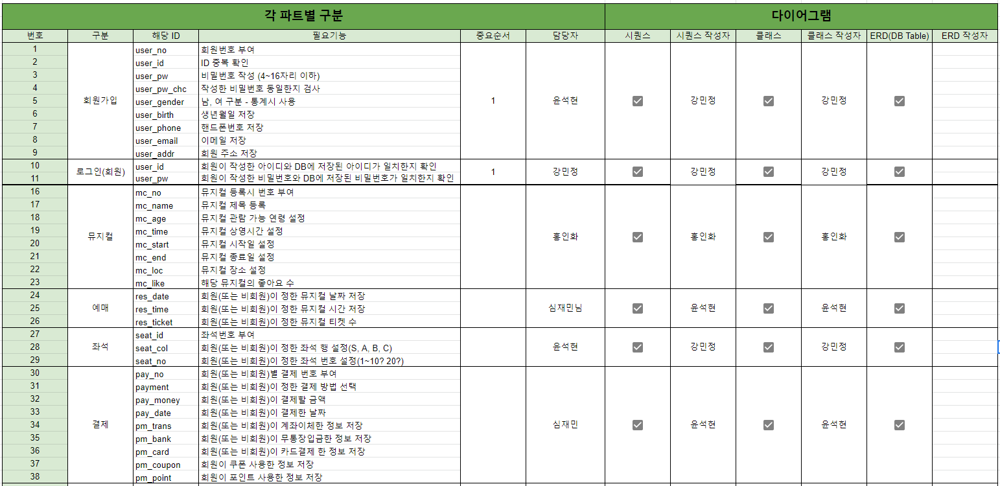 각 파트별 구분 다이어그램
번호 구분 해당 ID 필요기능 중요순서 담당자 시퀀스 시퀀스 작성자 클래스 클래스 작성자 ERD(DB Table) ERD 작성자
1 user_no 회원번호 부여
2 user_id ID 중복 확인
3 user_pw 비밀번호 작성 (4~16자리 이하)
4 user_pw_chc 작성한 비밀번호 동일한지 검사
5 회원가입 user_gender 남, 여 구분 - 통계시 사용 1 윤석현 강민정 강민정
6 user_birth 생년월일 저장
7 user_phone 핸드폰번호 저장
8 user_email 이메일 저장
9 user_addr 회원 주소 저장
10 user_id 회원이 작성한 아이디와 DB에 저장된 아이디가 일치한지 확인
로그인(회원) 1 강민정 강민정 강민정
11 user_pw 회원이 작성한 비밀번호와 DB에 저장된 비밀번호가 일치한지 확인
16 mc_no 뮤지컬 등록시 번호 부여
17 mc_name 뮤지컬 제목 등록
18 mc_age 뮤지컬 관람 가능 연령 설정
19 mc_time 뮤지컬 상영시간 설정
뮤지컬 홍인화 홍인화 홍인화
20 mc_start 뮤지컬 시작일 설정
21 mc_end 뮤지컬 종료일 설정
22 mc_loc 뮤지컬 장소 설정
23 mc_like 해당 뮤지컬의 좋아요 수
24 res_date 회원(또는 비회원)이 정한 뮤지컬 날짜 저장
25 예매 res_time 회원(또는 비회원)이 정한 뮤지컬 시간 저장 심재민님 윤석현 윤석현
26 res_ticket 회원(또는 비회원)이 정한 뮤지컬 티켓 수
27 seat_id 좌석번호 부여
28 좌석 seat_col 회원(또는 비회원)이 정한 좌석 행 설정(S, A, B, C) 윤석현 강민정 강민정
29 seat_no 회원(또는 비회원)이 정한 좌석 번호 설정(1~10? 20?)
30 pay_no 회원(또는 비회원)별 결제 번호 부여
31 payment 회원(또는 비회원)이 정한 결제 방법 선택
32 pay_money 회원(또는 비회원)이 결제할 금액
33 pay_date 회원(또는 비회원)이 결제한 날짜
34 결제 pm_trans 회원(또는 비회원)이 계좌이체한 정보 저장 심재민 윤석현 윤석현
35 pm_bank 회원(또는 비회원)이 무통장입금한 정보 저장
36 pm_card 회원(또는 비회원)이 카드결제 한 정보 저장
37 pm_coupon 회원이 쿠폰 사용한 정보 저장
38 pm_point 회원이 포인트 사용한 정보 저장